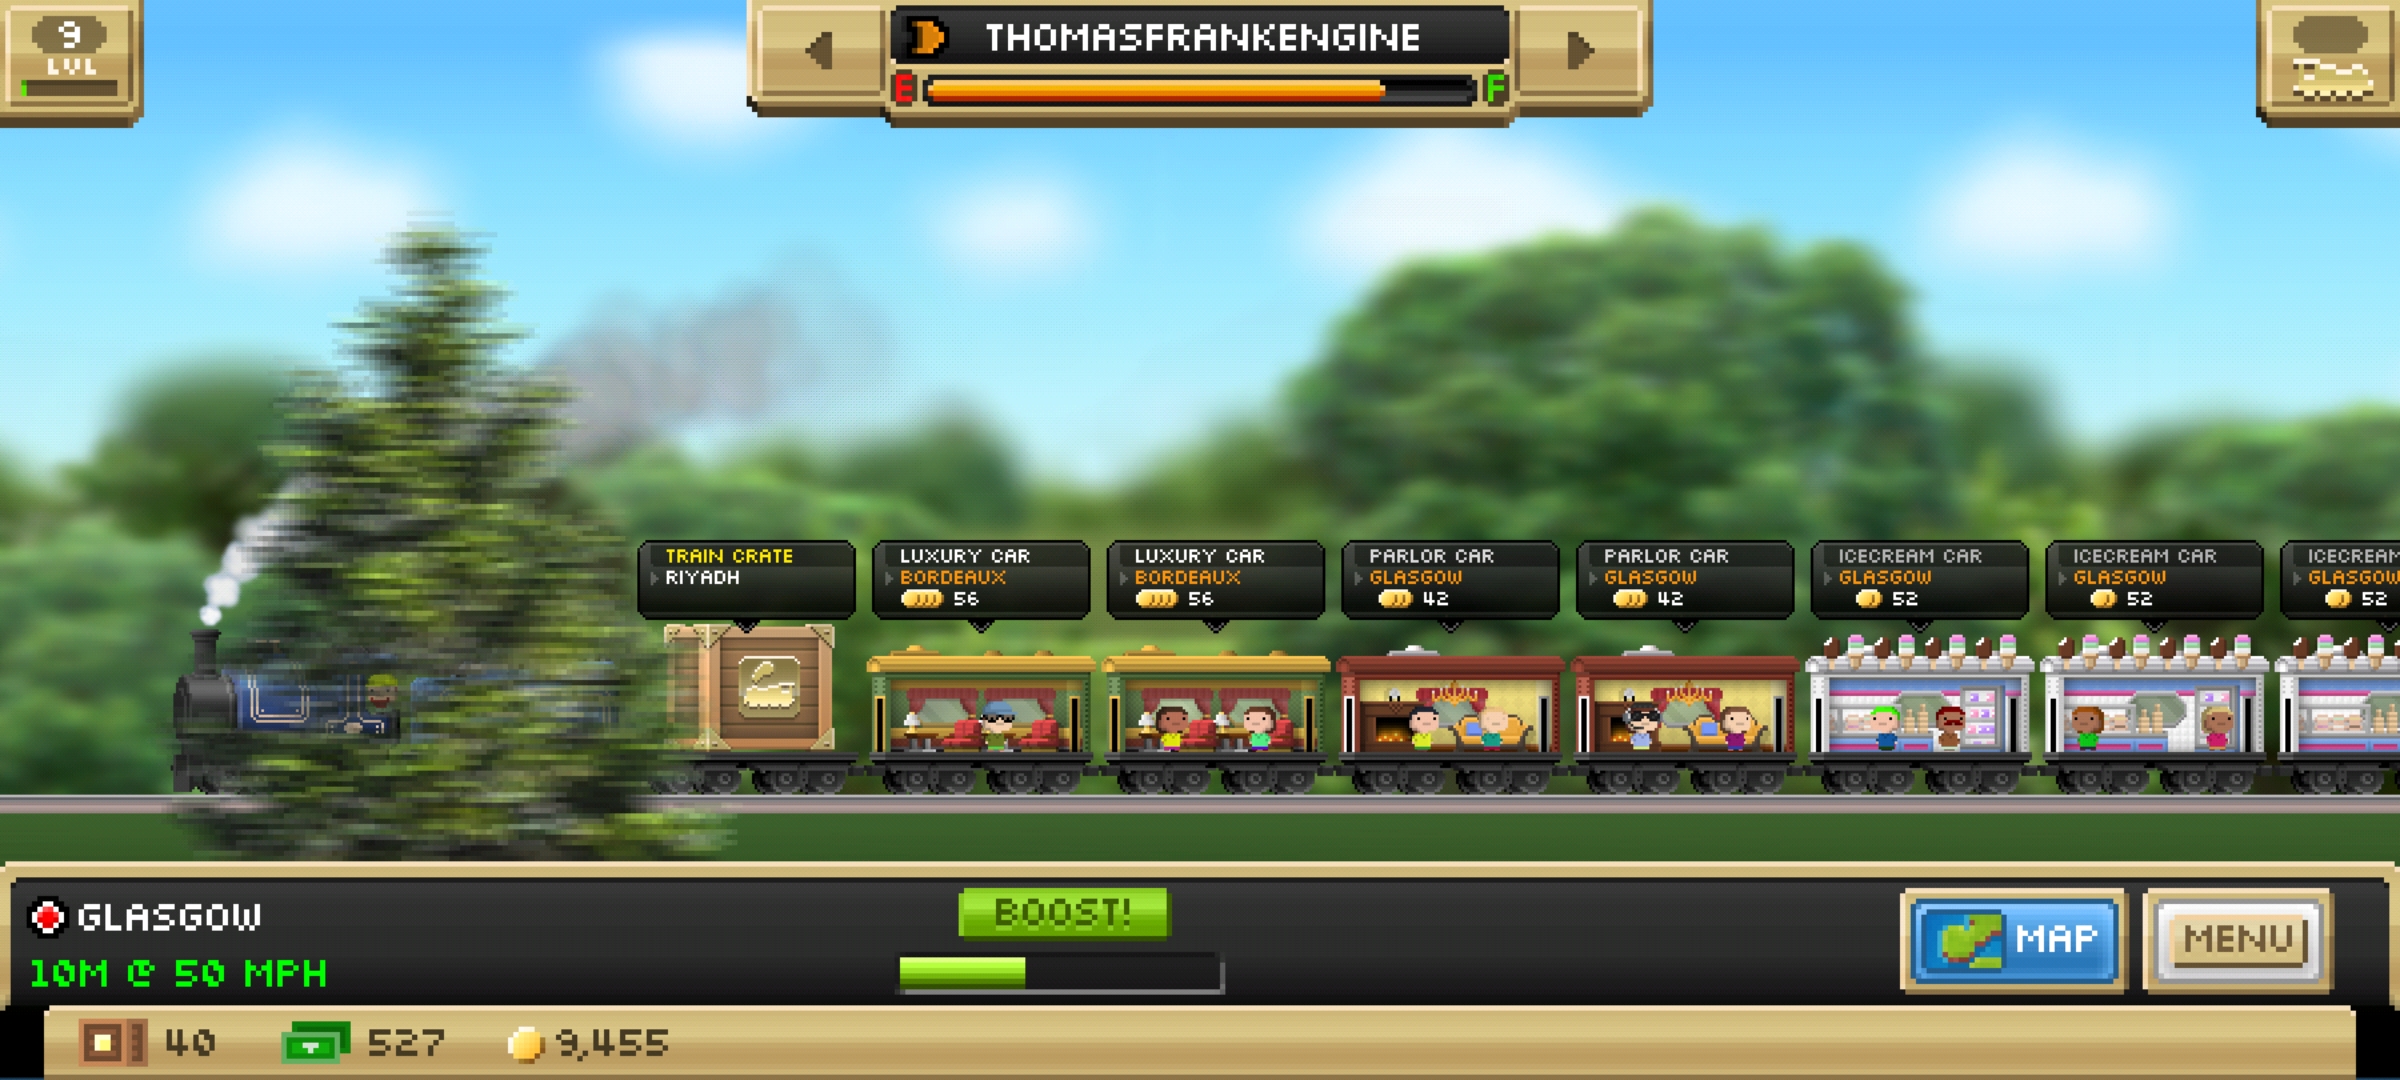 9
LVL
THOMASFRANKENGINE
E F
TRAIN CRATE
RIYADH
LUXURY CAR
BORDEAUX
56
LUXURY CAR
BORDEAUX
56
PARLOR CAR
GLASGOW
42
PARLOR CAR
GLASGOW
42
ICECREAM CAR
GLASGOW
52
ICECREAM CAR
GLASGOW
52
ICECREAM
GLASGOW
52
GLASGOW
10M @ 50 MPH
BOOST!
MAP
MENU
40 527 9,455